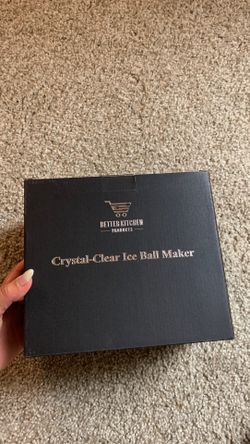 BETTER KITCHEN
PRODUCTS
Crystal-Clear Ice Ball Maker